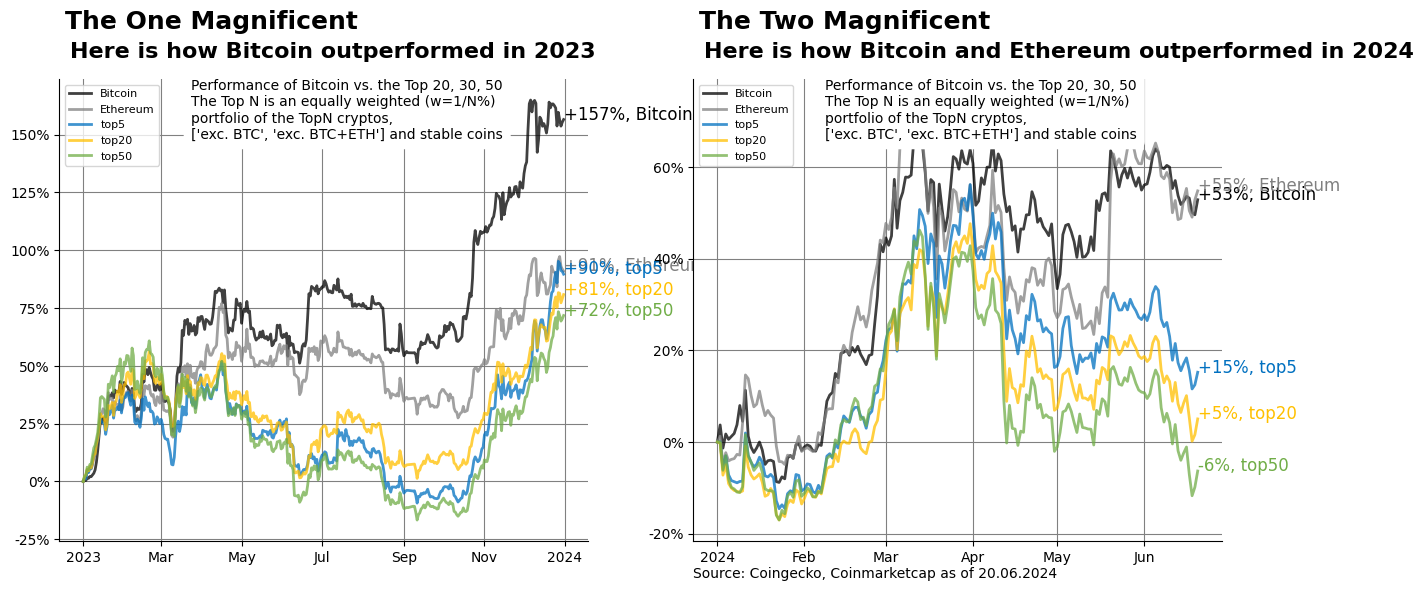 The One Magnificent
Here is how Bitcoin outperformed in 2023
Bitcoin
Ethereum
top5
top20
top50
Performance of Bitcoin vs. the Top 20, 30, 50
The Top N is an equally weighted (w=1/N%)
portfolio of the TopN cryptos,
['exc. BTC', 'exc. BTC+ETH'] and stable coins
150%
125%
100%
75%
50%
25%
0%
-25%
+157%, Bitcoin
+91%, Ethereum
+90%, top5
+81%, top20
+72%, top50
2023
Mar
May
Jul
Sep
Nov
2024
The Two Magnificent
Here is how Bitcoin and Ethereum outperformed in 2024
Bitcoin
Ethereum
top5
top20
top50
Performance of Bitcoin vs. the Top 20, 30, 50
The Top N is an equally weighted (w=1/N%)
portfolio of the TopN cryptos,
['exc. BTC', 'exc. BTC+ETH'] and stable coins
60%
40%
20%
0%
-20%
+55%, Ethereum
+53%, Bitcoin
+15%, top5
+5%, top20
-6%, top50
2024
Feb
Mar
Apr
May
Jun
Source: Coingecko, Coinmarketcap as of 20.06.2024